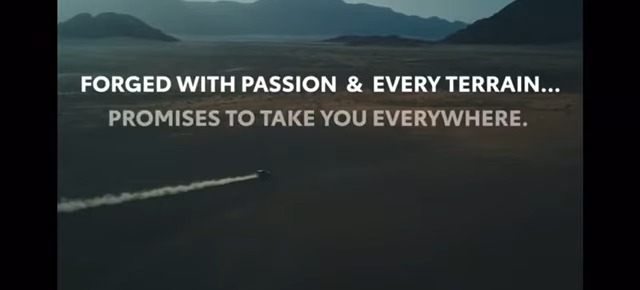 FORGED WITH PASSION & EVERY TERRAIN...
PROMISES TO TAKE YOU EVERYWHERE.